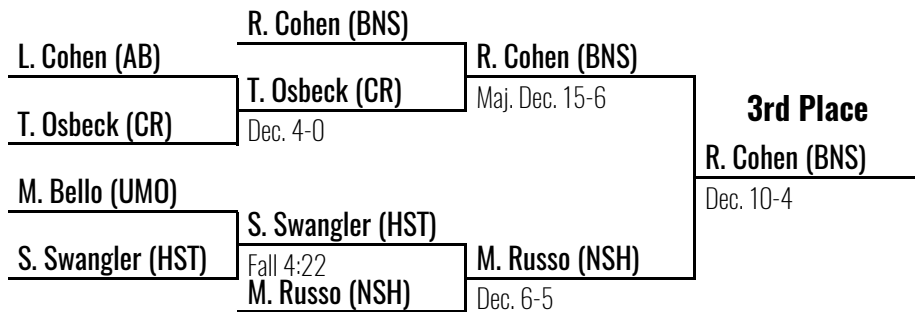 R. Cohen (BNS)
L. Cohen (AB)
R. Cohen (BNS)
T. Osbeck (CR)
Maj. Dec. 15-6
3rd Place
T. Osbeck (CR)
Dec. 4-0
R. Cohen (BNS)
M. Bello (UMO)
Dec. 10-4
S. Swangler (HST)
S. Swangler (HST)
Fall 4:22
M. Russo (NSH)
M. Russo (NSH)
Dec. 6-5